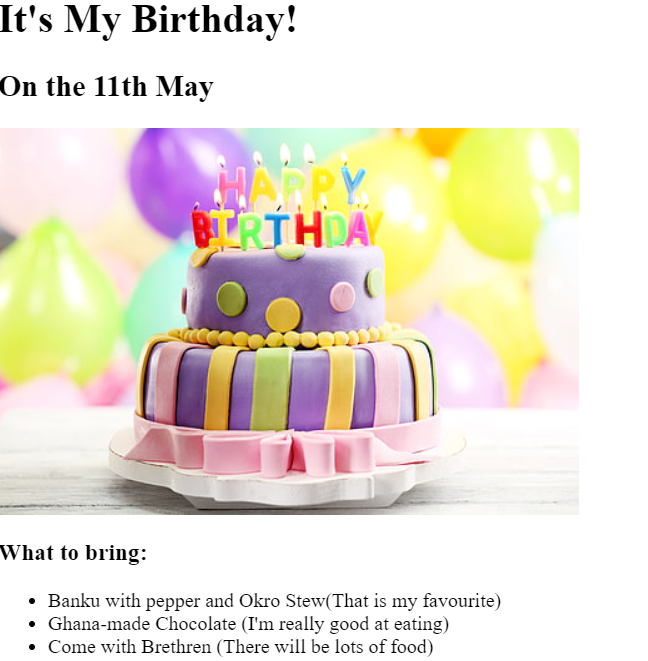 It's My Birthday!
On the 11th May
HAPPY
BIRTHDAY
What to bring:
Banku with pepper and Okro Stew(That is my favourite)
Ghana-made Chocolate (I'm really good at eating)
Come with Brethren (There will be lots of food)